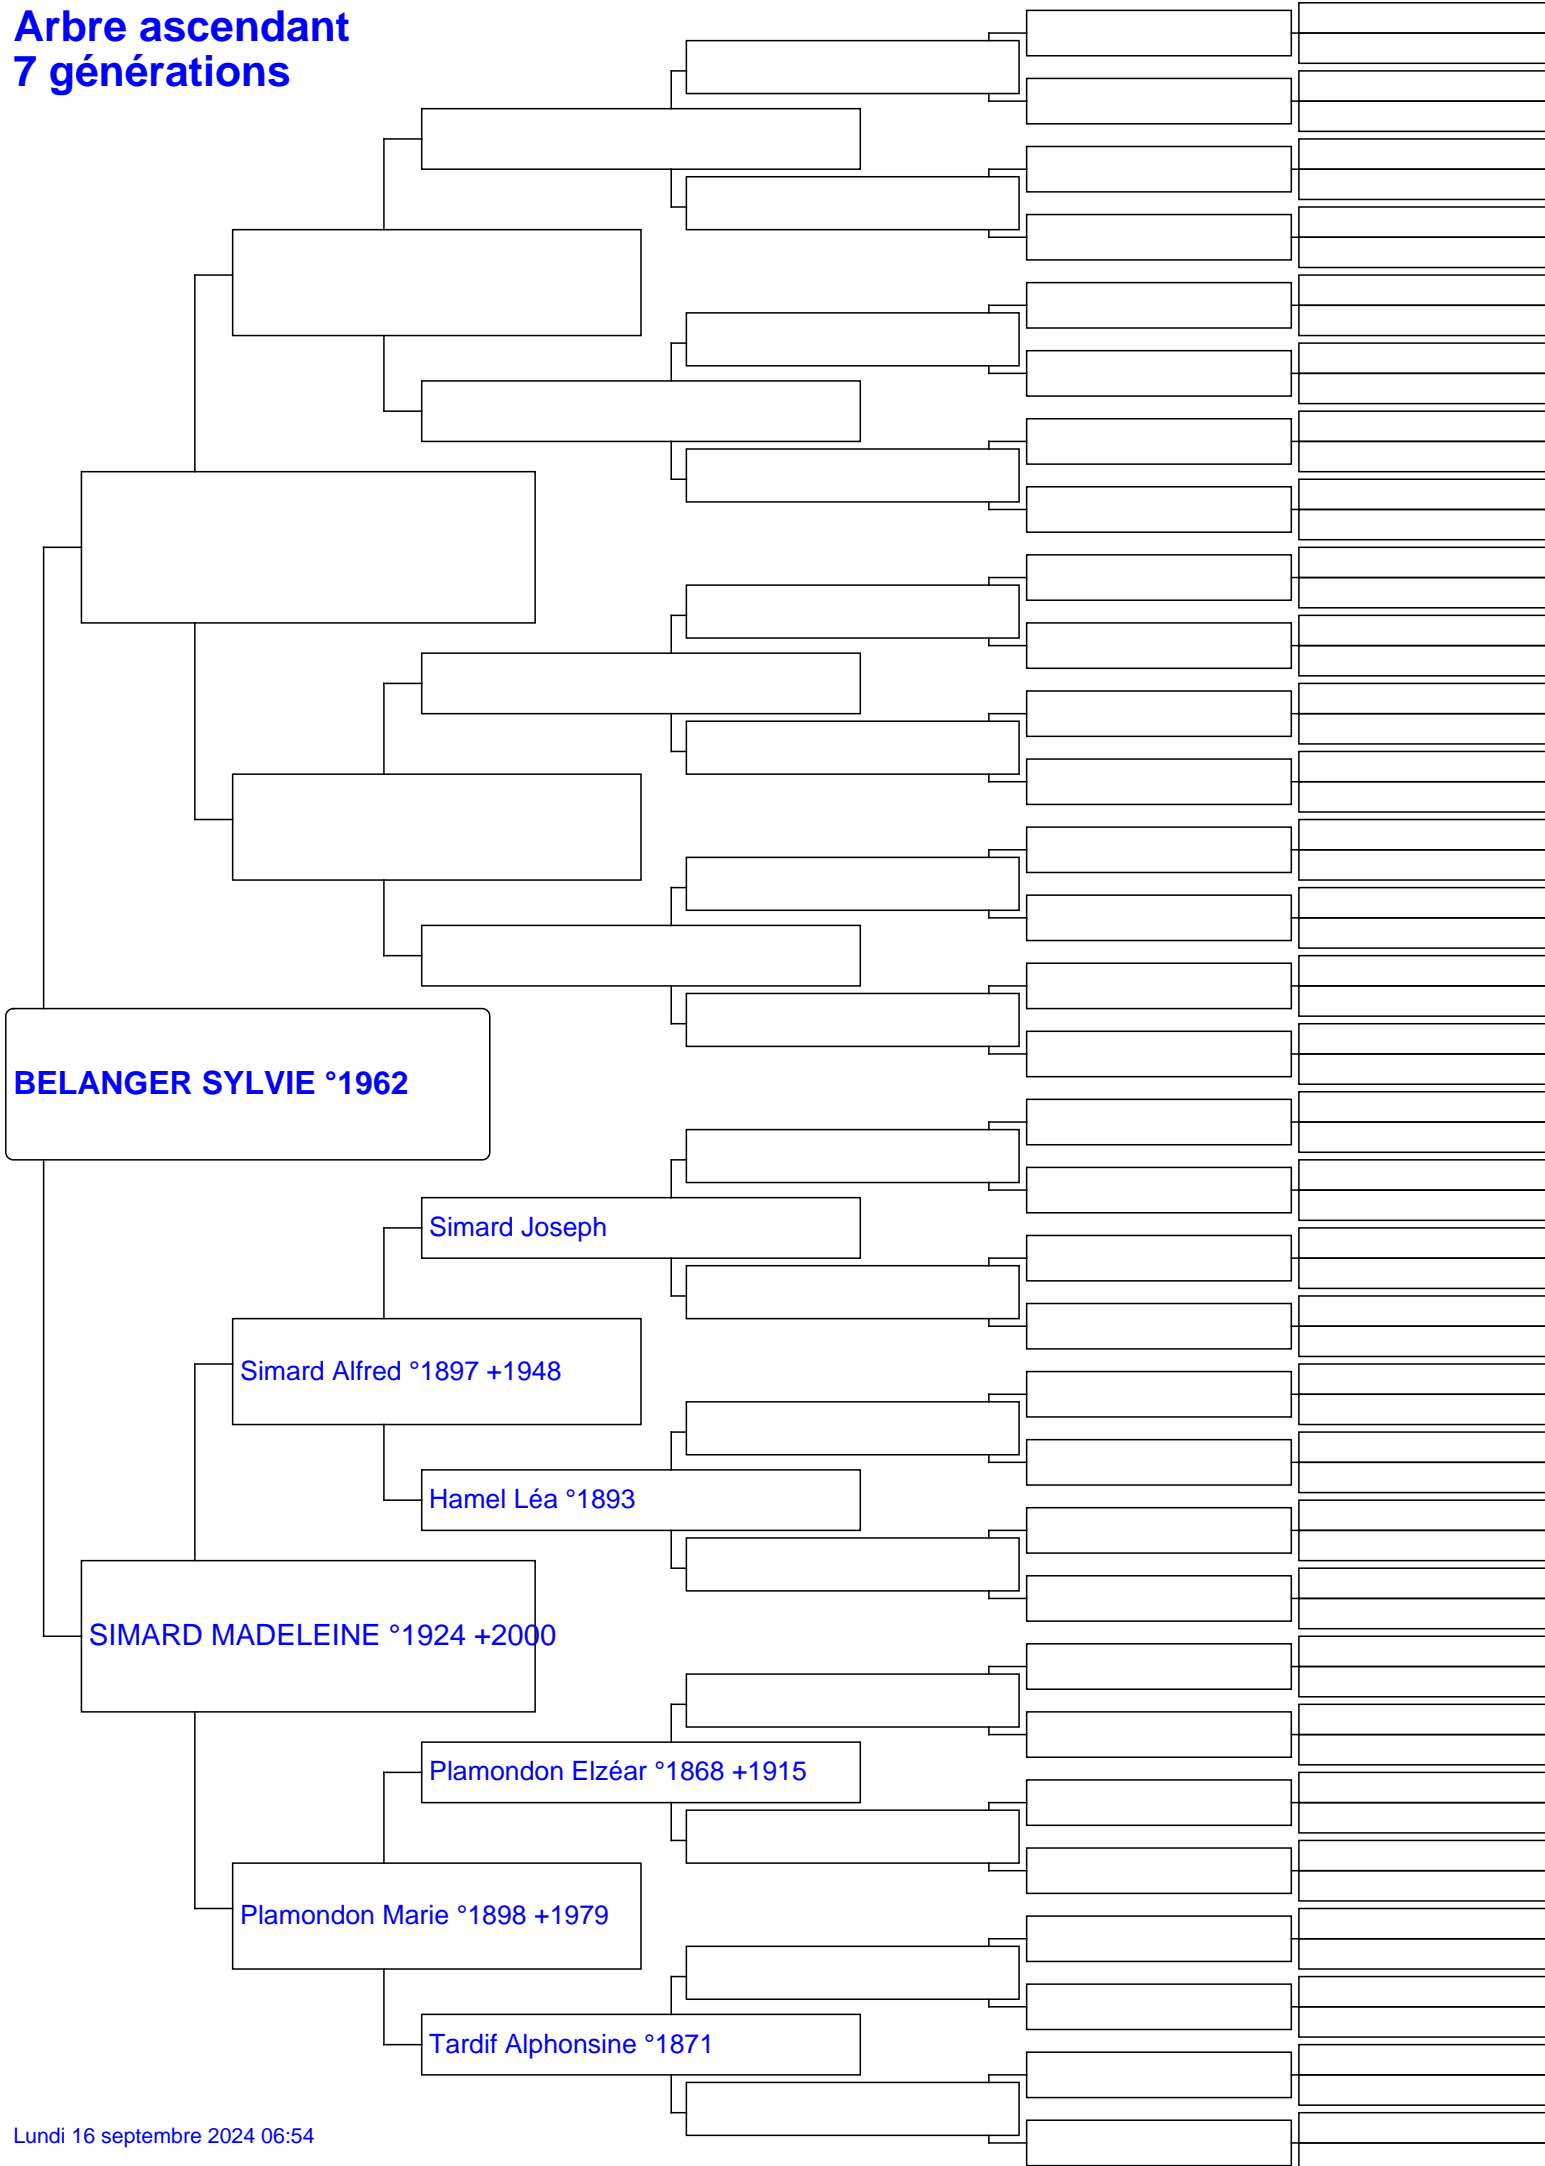 Arbre ascendant
7 générations
BELANGER SYLVIE °1962
Simard Joseph
Simard Alfred °1897 +1948
Hamel Léa °1893
SIMARD MADELEINE °1924 +2000
Plamondon Elzéar °1868 +1915
Plamondon Marie °1898 +1979
Tardif Alphonsine °1871
Lundi 16 septembre 2024 06:54